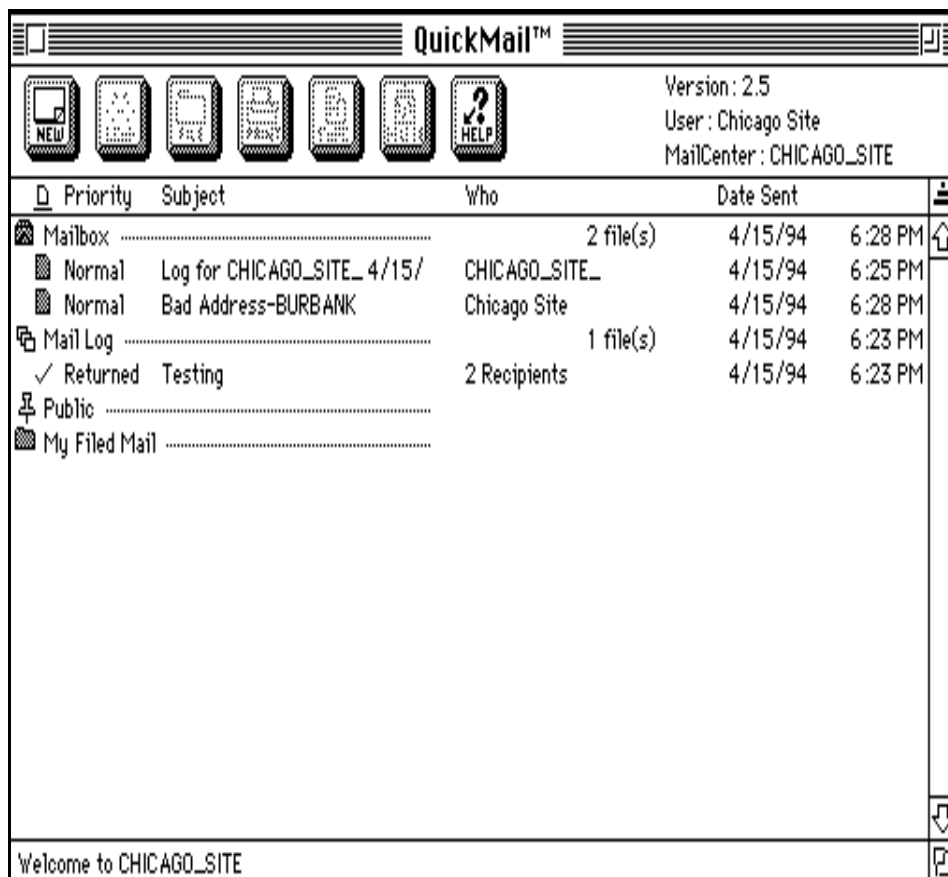 QuickMail™
NEW
PRINT
HELP
Version : 2.5
User : Chicago Site
MailCenter : CHICAGO_SITE
Priority Subject Who Date Sent
Mailbox 2 file(s) 4/15/94 6:28 PM
Normal Log for CHICAGO_SITE_ 4/15/ CHICAGO_SITE_ 4/15/94 6:25 PM
Normal Bad Address-BURBANK Chicago Site 4/15/94 6:28 PM
Mail Log 1 file(s) 4/15/94 6:23 PM
Returned Testing 2 Recipients 4/15/94 6:23 PM
Public
My Filed Mail
Welcome to CHICAGO_SITE